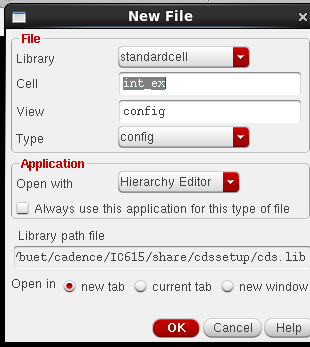 New File
File
Library standardcell
Cell int_ex
View config
Type config
Application
Open with Hierarchy Editor
Always use this application for this type of file
Library path file
buet/cadence/IC615/share/cdssetup/cds.lib
Open in new tab current tab new window
OK Cancel Help